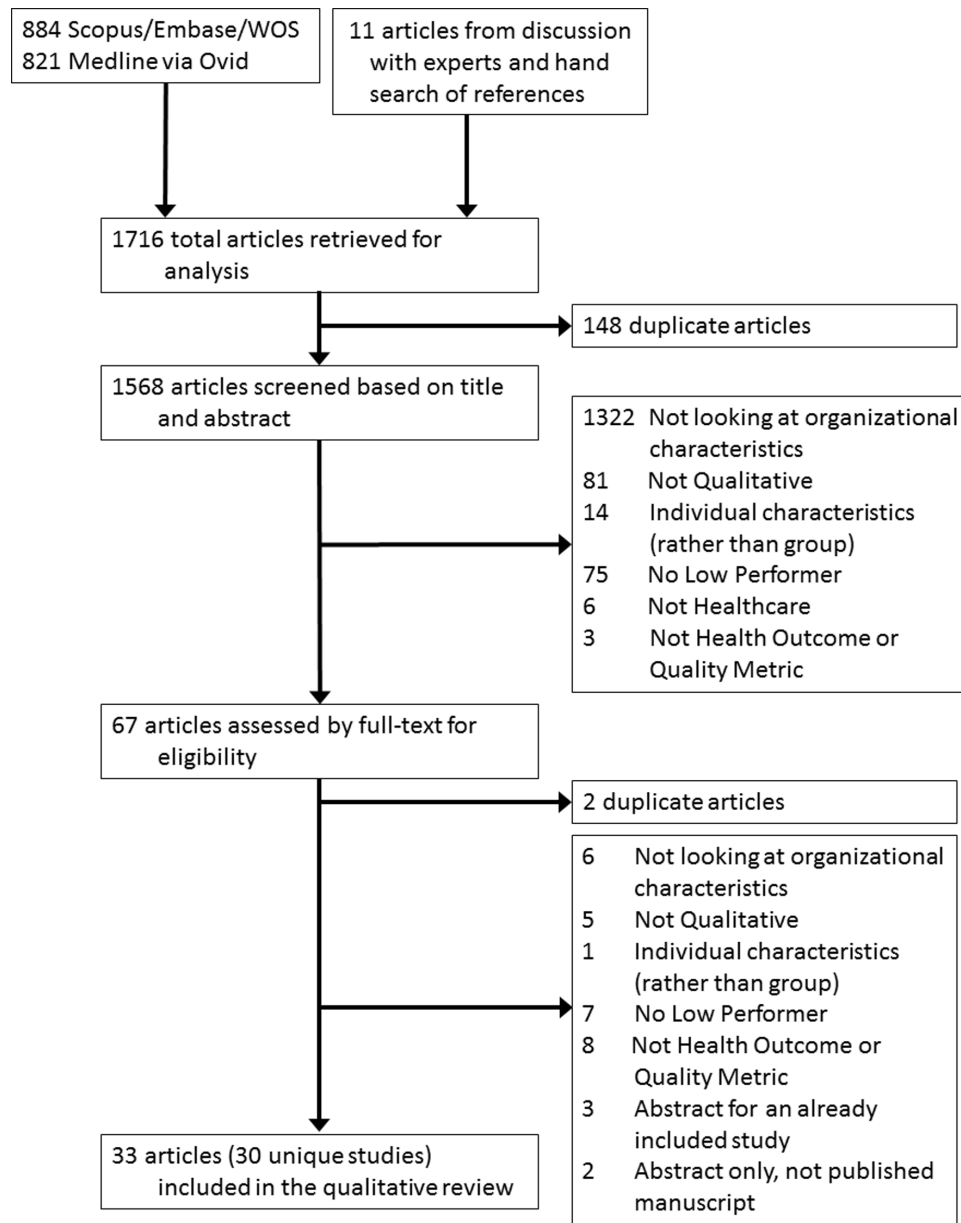 884 Scopus/Embase/WOS
821 Medline via Ovid
11 articles from discussion
with experts and hand
search of references
1716 total articles retrieved for
analysis
148 duplicate articles
1568 articles screened based on title
and abstract
1322 Not looking at organizational
characteristics
81 Not Qualitative
14 Individual characteristics
(rather than group)
75 No Low Performer
6 Not Healthcare
3 Not Health Outcome or
Quality Metric
67 articles assessed by full-text for
eligibility
2 duplicate articles
6 Not looking at organizational
characteristics
5 Not Qualitative
1 Individual characteristics
(rather than group)
7 No Low Performer
8 Not Health Outcome or
Quality Metric
3 Abstract for an already
included study
2 Abstract only, not published
manuscript
33 articles (30 unique studies)
included in the qualitative review